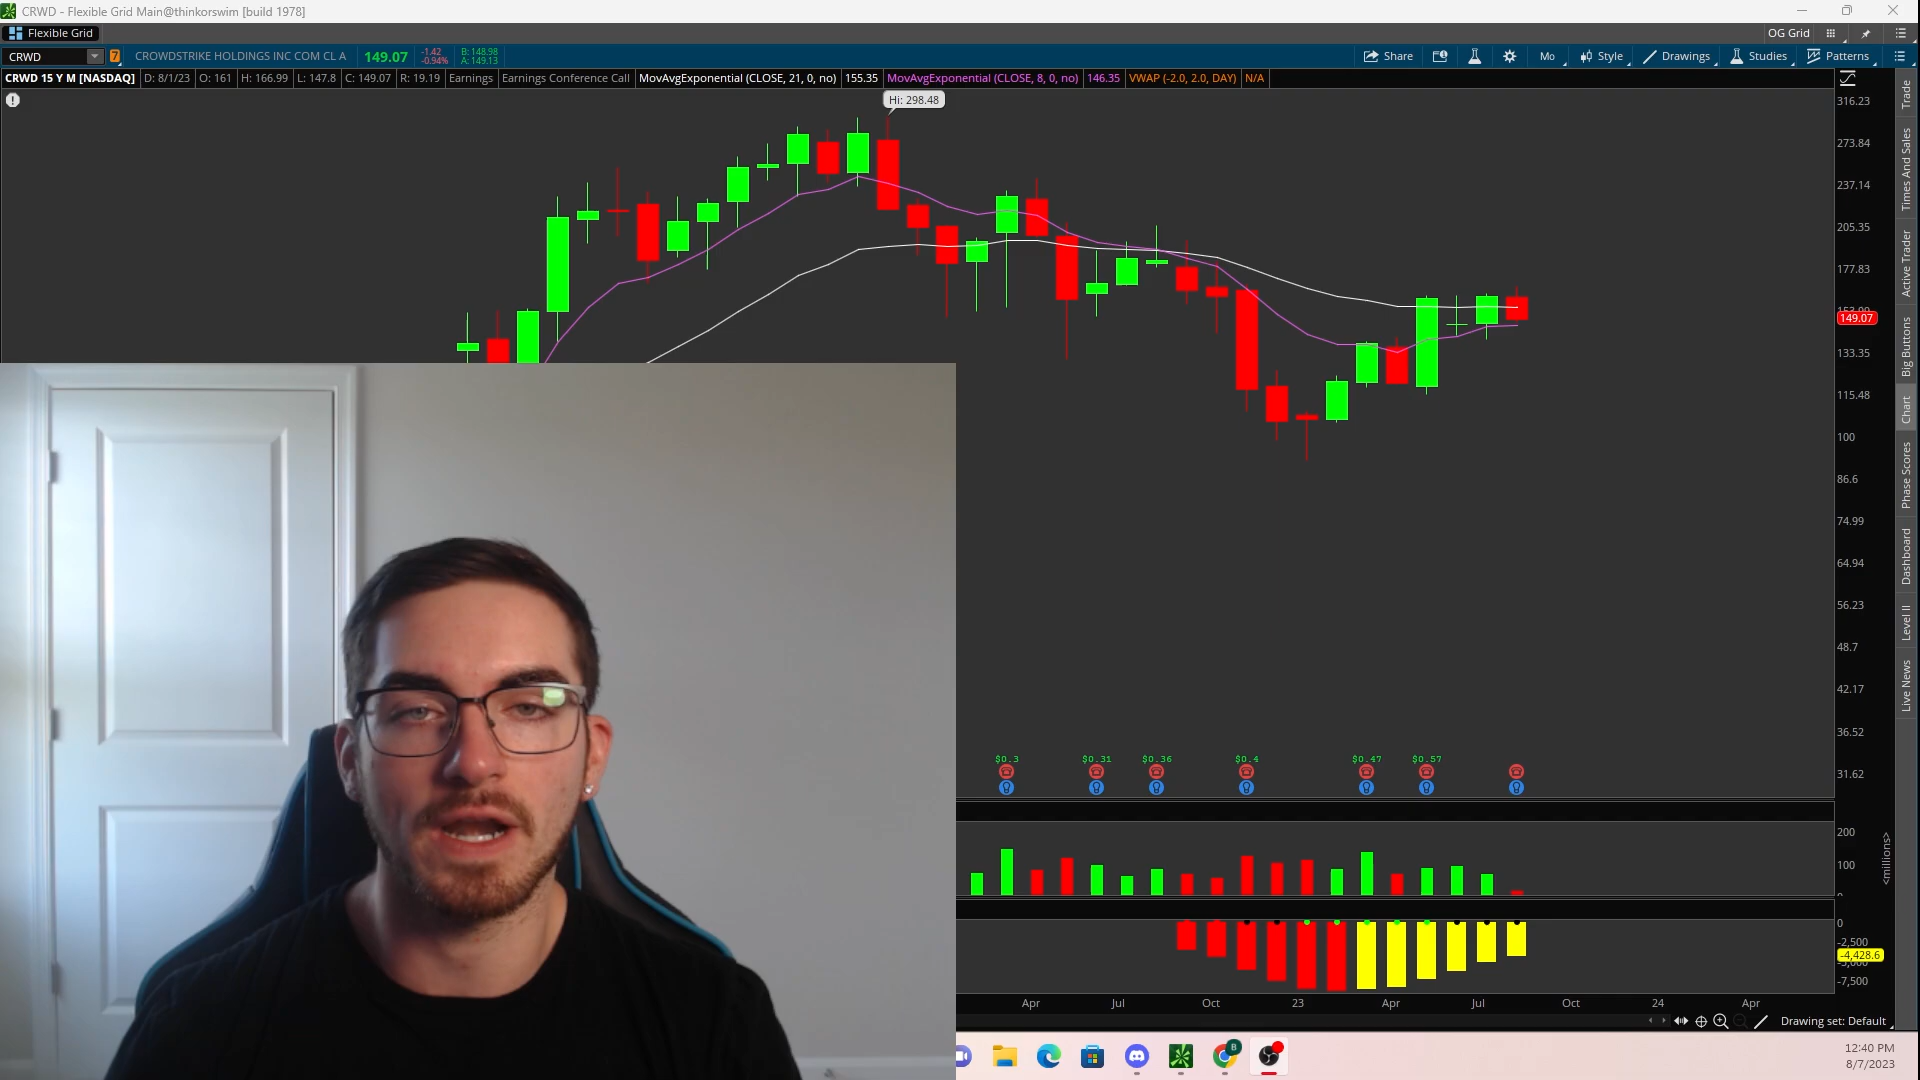 CRWD - Flexible Grid Main@thinkorswim [build 1978]
Flexible Grid
OG Grid
CRWD
7
CROWDSTRIKE HOLDINGS INC COM CL A
149.07
-1.42
-0.94%
B: 148.98
A: 149.13
Share
Mo
Style
Drawings
Studies
Patterns
CRWD 15 Y M [NASDAQ]
D: 8/1/23
O: 161
H: 166.99
L: 147.8
C: 149.07
R: 19.19
Earnings
Earnings Conference Call
MovAvgExponential (CLOSE, 21, 0, no)
155.35
MovAvgExponential (CLOSE, 8, 0, no)
146.35
VWAP (-2.0, 2.0, DAY)
N/A
Hi: 298.48
316.23
273.84
237.14
205.35
177.83
149.07
133.35
115.48
100
86.6
74.99
64.94
56.23
48.7
42.17
36.52
31.62
$0.3
$0.31
$0.36
$0.4
$0.47
$0.57
200
100
<millions>
0
-2,500
-4,428.6
-7,500
Apr
Jul
Oct
23
Apr
Jul
Oct
24
Apr
Drawing set: Default
Trade
Times And Sales
Active Trader
Big Buttons
Chart
Phase Scores
Dashboard
Level II
Live News
B
12:40 PM
8/7/2023